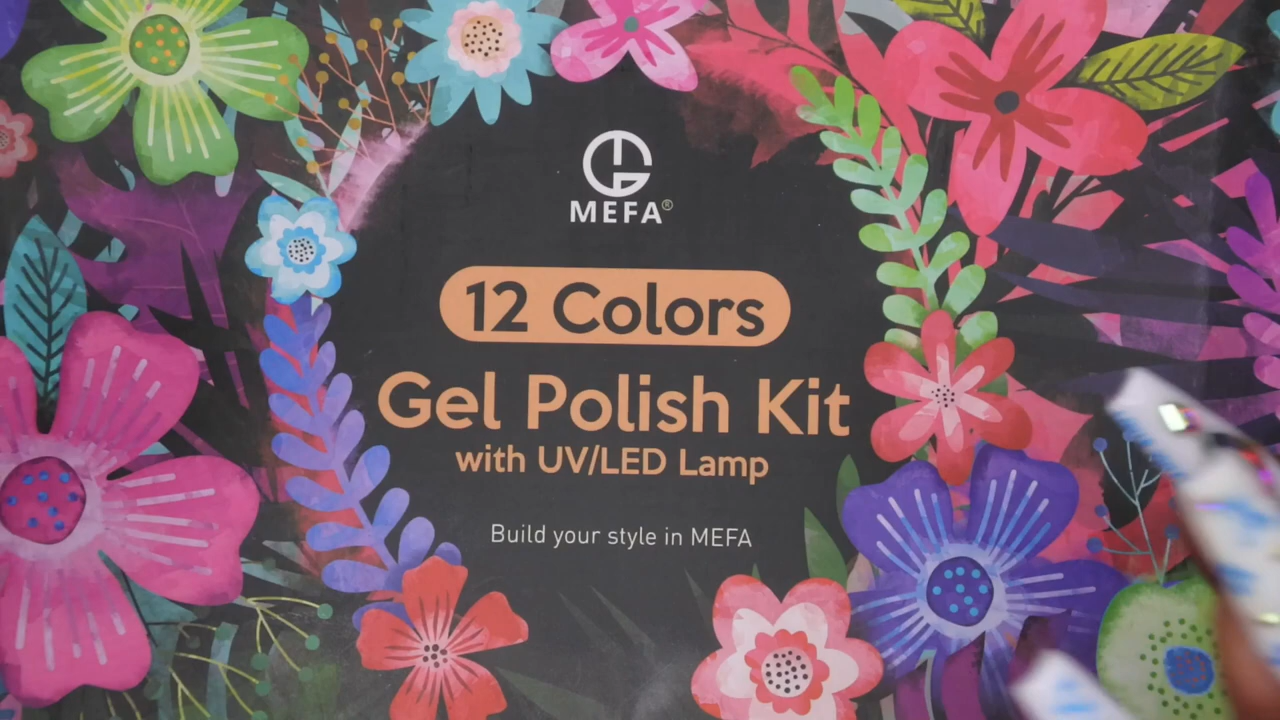 MEFA®
12 Colors
Gel Polish Kit
with UV/LED Lamp
Build your style in MEFA